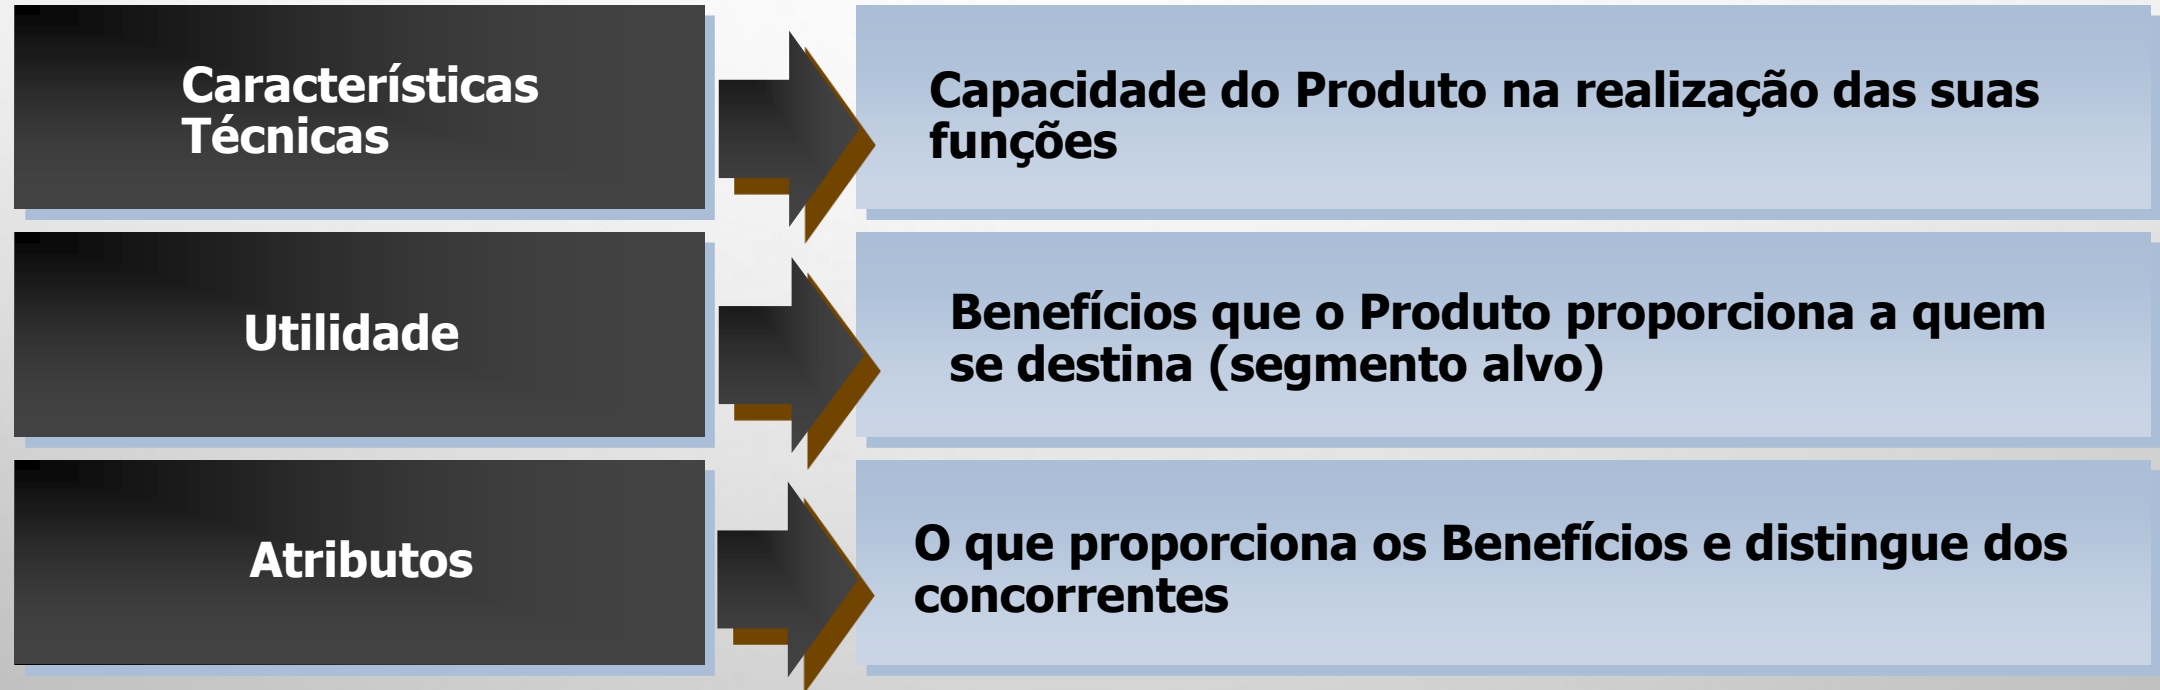 Características
Técnicas
Capacidade do Produto na realização das suas
funções
Utilidade
Benefícios que o Produto proporciona a quem
se destina (segmento alvo)
Atributos
O que proporciona os Benefícios e distingue dos
concorrentes